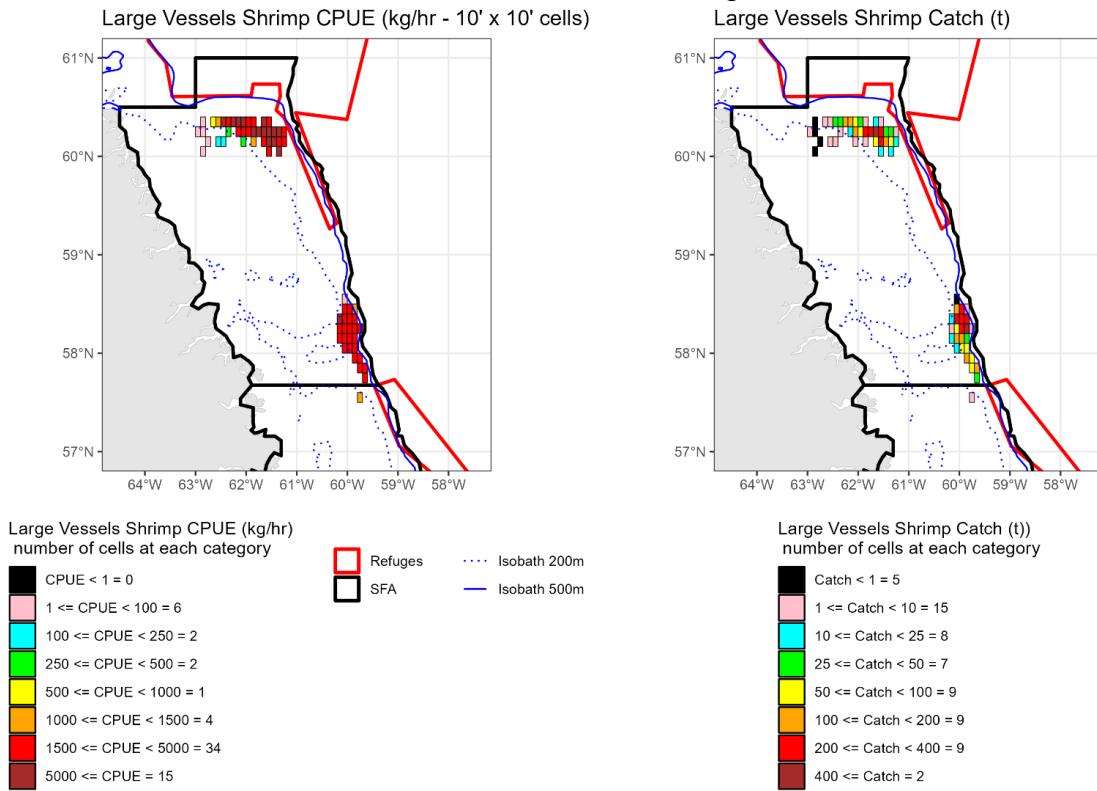 Large Vessels Shrimp CPUE (kg/hr - 10' x 10' cells)
61°N
60°N
59°N
58°N
57°N
64°W 63°W 62°W 61°W 60°W 59°W 58°W
Large Vessels Shrimp Catch (t)
61°N
60°N
59°N
58°N
57°N
64°W 63°W 62°W 61°W 60°W 59°W 58°W
Large Vessels Shrimp CPUE (kg/hr)
number of cells at each category
CPUE < 1 = 0
1 <= CPUE < 100 = 6
100 <= CPUE < 250 = 2
250 <= CPUE < 500 = 2
500 <= CPUE < 1000 = 1
1000 <= CPUE < 1500 = 4
1500 <= CPUE < 5000 = 34
5000 <= CPUE = 15
Refuges
SFA
Isobath 200m
Isobath 500m
Large Vessels Shrimp Catch (t))
number of cells at each category
Catch < 1 = 5
1 <= Catch < 10 = 15
10 <= Catch < 25 = 8
25 <= Catch < 50 = 7
50 <= Catch < 100 = 9
100 <= Catch < 200 = 9
200 <= Catch < 400 = 9
400 <= Catch = 2